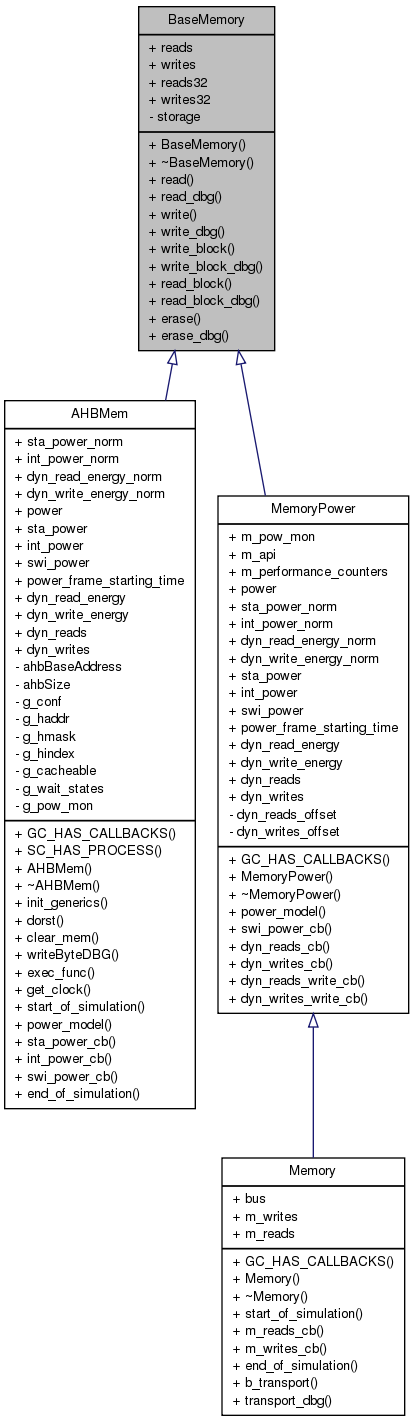 BaseMemory
+ reads
+ writes
+ reads32
+ writes32
- storage
+ BaseMemory()
+ ~BaseMemory()
+ read()
+ read_dbg()
+ write()
+ write_dbg()
+ write_block()
+ write_block_dbg()
+ read_block()
+ read_block_dbg()
+ erase()
+ erase_dbg()
AHBMem
+ sta_power_norm
+ int_power_norm
+ dyn_read_energy_norm
+ dyn_write_energy_norm
+ power
+ sta_power
+ int_power
+ swi_power
+ power_frame_starting_time
+ dyn_read_energy
+ dyn_write_energy
+ dyn_reads
+ dyn_writes
- ahbBaseAddress
- ahbSize
- g_conf
- g_haddr
- g_hmask
- g_hindex
- g_cacheable
- g_wait_states
- g_pow_mon
+ GC_HAS_CALLBACKS()
+ SC_HAS_PROCESS()
+ AHBMem()
+ ~AHBMem()
+ init_generics()
+ dorst()
+ clear_mem()
+ writeByteDBG()
+ exec_func()
+ get_clock()
+ start_of_simulation()
+ power_model()
+ sta_power_cb()
+ int_power_cb()
+ swi_power_cb()
+ end_of_simulation()
MemoryPower
+ m_pow_mon
+ m_api
+ m_performance_counters
+ power
+ sta_power_norm
+ int_power_norm
+ dyn_read_energy_norm
+ dyn_write_energy_norm
+ sta_power
+ int_power
+ swi_power
+ power_frame_starting_time
+ dyn_read_energy
+ dyn_write_energy
+ dyn_reads
+ dyn_writes
- dyn_reads_offset
- dyn_writes_offset
+ GC_HAS_CALLBACKS()
+ MemoryPower()
+ ~MemoryPower()
+ power_model()
+ swi_power_cb()
+ dyn_reads_cb()
+ dyn_writes_cb()
+ dyn_reads_write_cb()
+ dyn_writes_write_cb()
Memory
+ bus
+ m_writes
+ m_reads
+ GC_HAS_CALLBACKS()
+ Memory()
+ ~Memory()
+ start_of_simulation()
+ m_reads_cb()
+ m_writes_cb()
+ end_of_simulation()
+ b_transport()
+ transport_dbg()